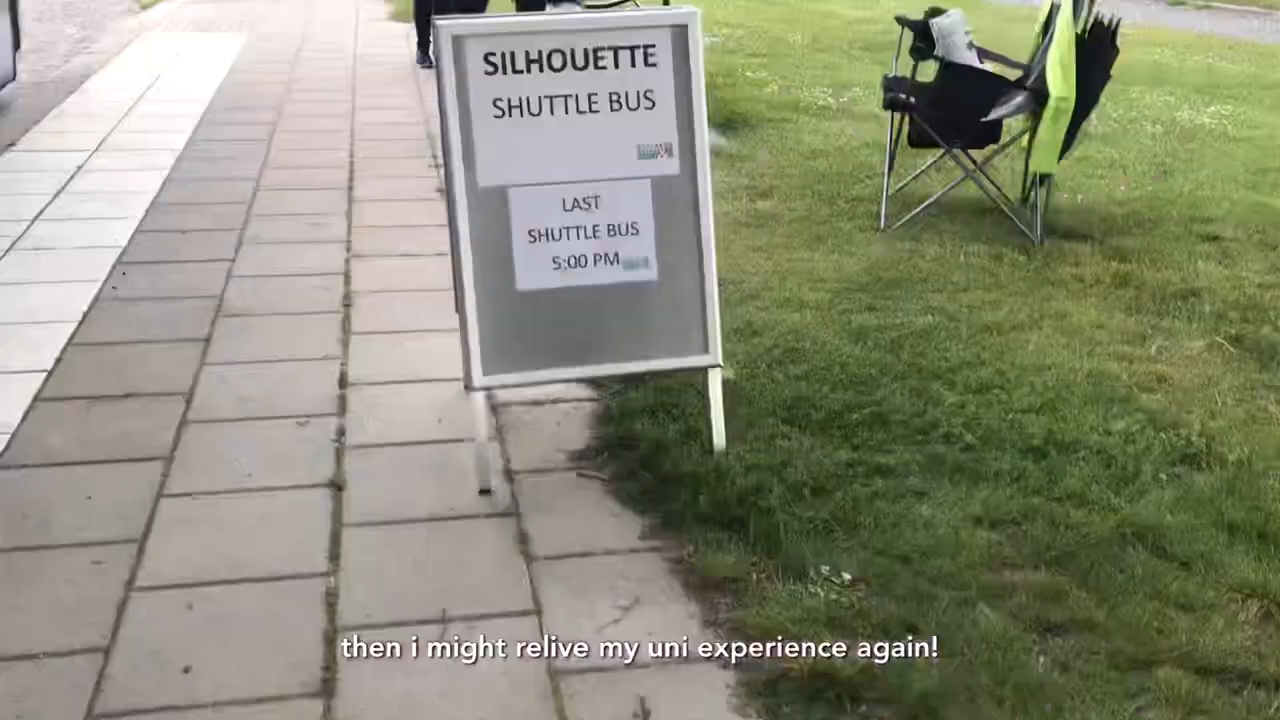 SILHOUETTE
SHUTTLE BUS
LAST
SHUTTLE BUS
5:00 PM
then i might relive my uni experience again!